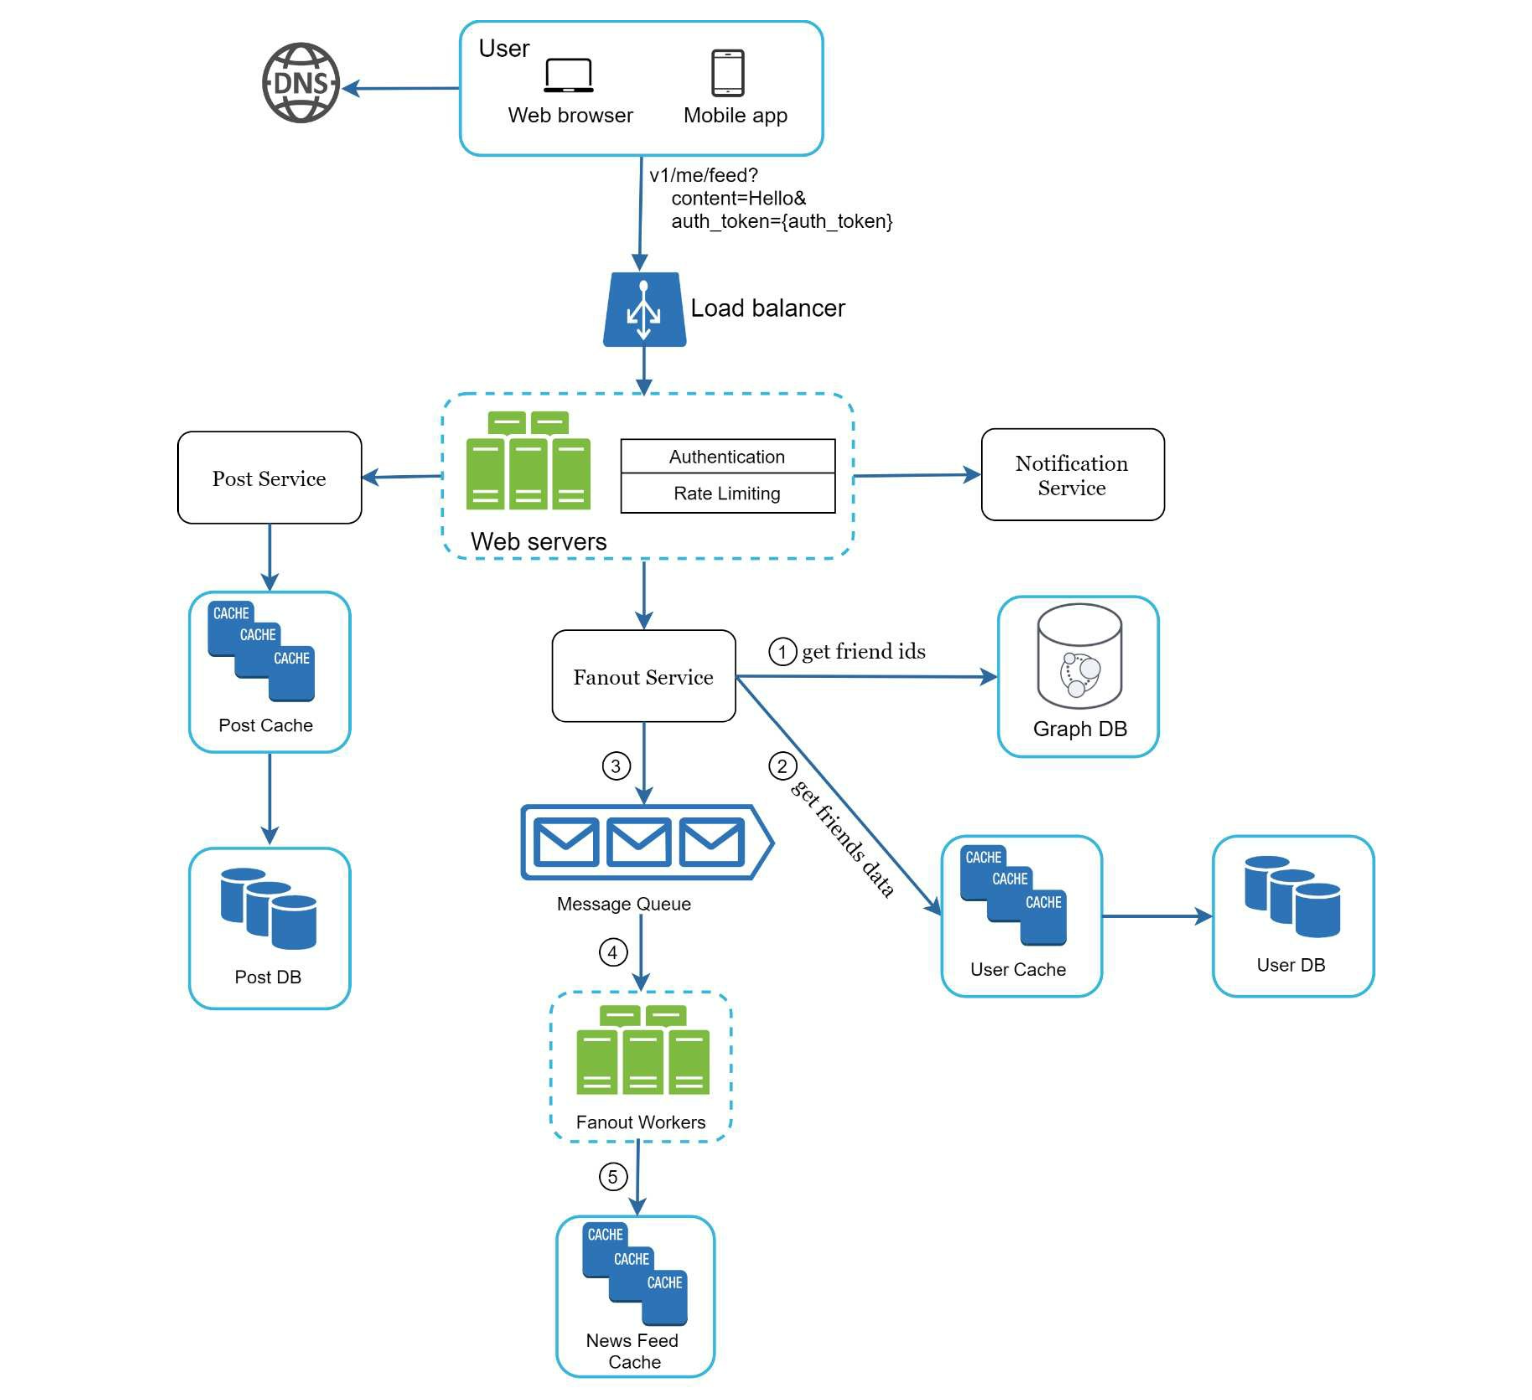 User
DNS
Web browser
Mobile app
v1/me/feed?
content=Hello&
auth_token={auth_token}
Load balancer
Post Service
Authentication
Rate Limiting
Web servers
Notification
Service
CACHE
CACHE
CACHE
Post Cache
Fanout Service
1 get friend ids
Graph DB
3
2
get friends data
Message Queue
CACHE
CACHE
CACHE
User Cache
User DB
Post DB
4
Fanout Workers
5
CACHE
CACHE
CACHE
News Feed
Cache